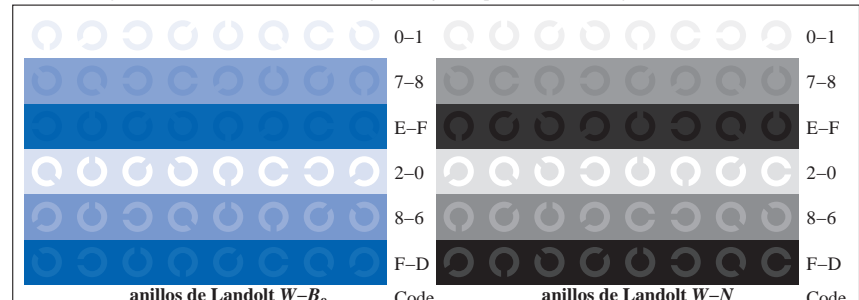 0–1 0–1
7–8 7–8
E–F E–F
2–0 2–0
8–6 8–6
F–D F–D
anillos de Landolt W–B Code anillos de Landolt W–N Code